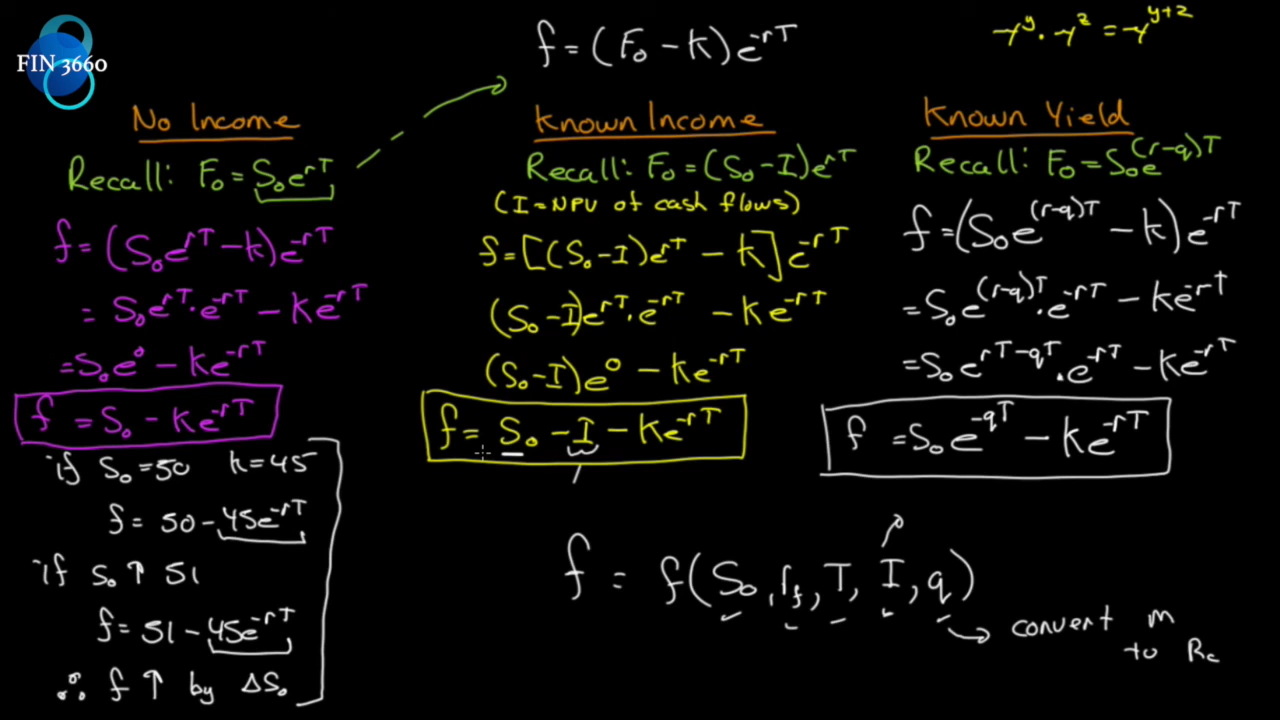 FIN 3660
f = (F₀ - K) e^-rT
y^y · y^z = y^y+z
No Income
Recall: F₀ = S₀e^rT
f = (S₀e^rT - K)e^-rT
= S₀e^rT · e^-rT - Ke^-rT
= S₀e⁰ - Ke^-rT
f = S₀ - Ke^-rT
if S₀ = 50 K = 45
f = 50 - 45e^-rT
if S₀ ↑ 51
f = 51 - 45e^-rT
∴ f ↑ by ΔS₀
Known Income
Recall: F₀ = (S₀ - I)e^rT
(I = NPV of cash flows)
f = [(S₀ - I)e^rT - K] e^-rT
(S₀ - I)e^rT · e^-rT - Ke^-rT
(S₀ - I)e⁰ - Ke^-rT
f = S₀ - I - Ke^-rT
Known Yield
Recall: F₀ = S₀e^(r-q)T
f = (S₀e^(r-q)T - K) e^-rT
= S₀e^(r-q)T · e^-rT - Ke^-rT
= S₀e^rT-qT · e^-rT - Ke^-rT
f = S₀e^-qT - Ke^-rT
f = f(S₀, r_f, T, I, q)
convert m
to Rc